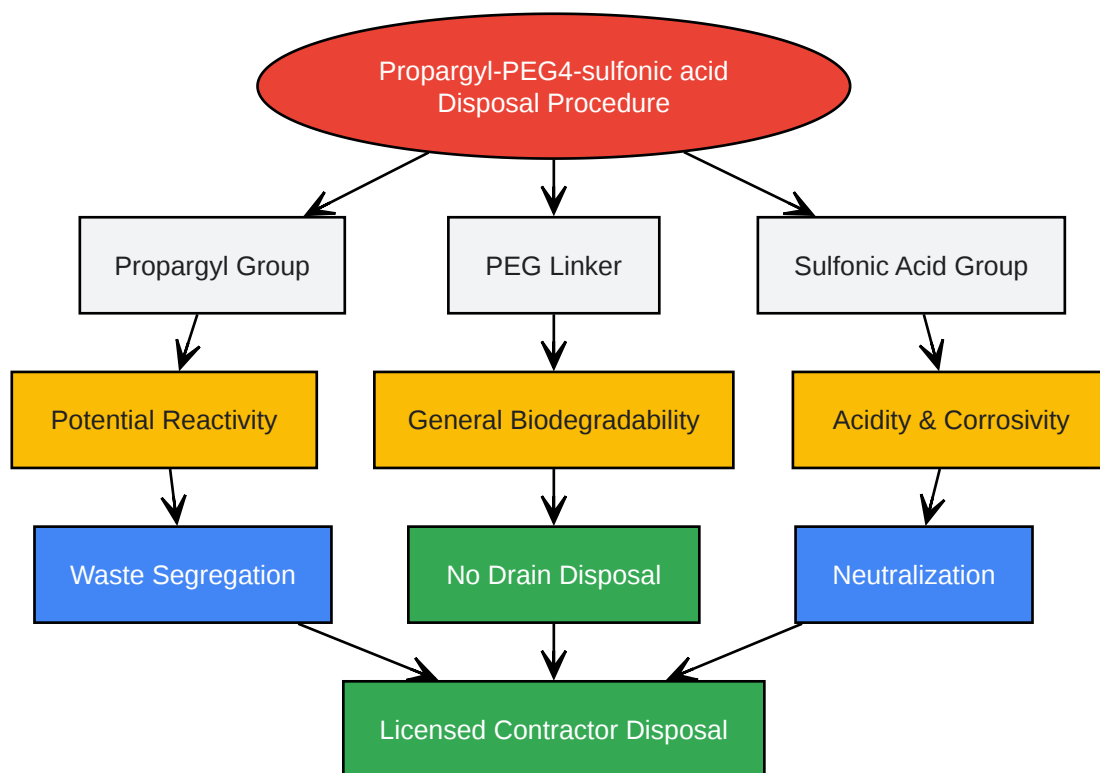 Propargyl-PEG4-sulfonic acid
Disposal Procedure
Propargyl Group
PEG Linker
Sulfonic Acid Group
Potential Reactivity
General Biodegradability
Acidity & Corrosivity
Waste Segregation
No Drain Disposal
Neutralization
Licensed Contractor Disposal